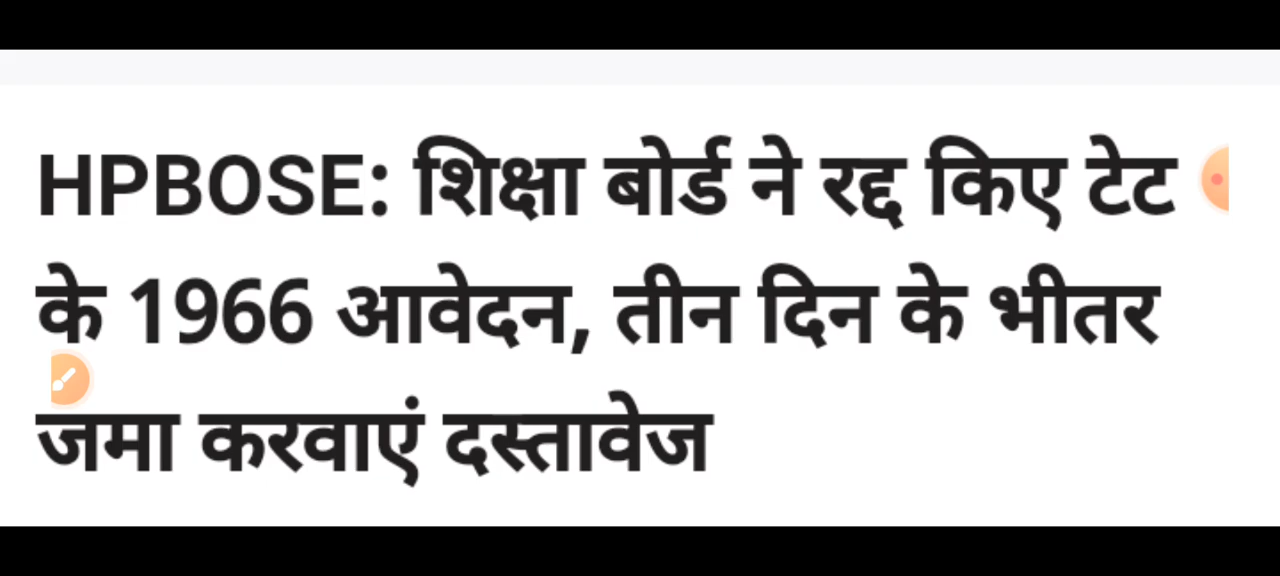 HPBOSE: शिक्षा बोर्ड ने रद्द किए टेट
के 1966 आवेदन, तीन दिन के भीतर
जमा करवाएं दस्तावेज